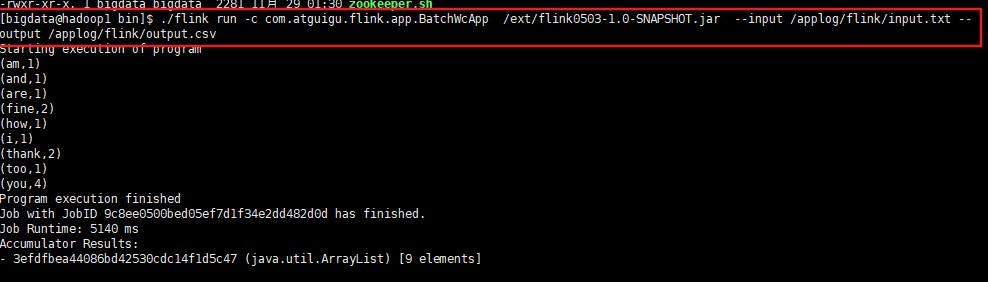 -rwxr-xr-x. 1 bigdata bigdata  2281 11月 29 01:30 zookeeper.sh
[bigdata@hadoop1 bin]$ ./flink run -c com.atguigu.flink.app.BatchWcApp  /ext/flink0503-1.0-SNAPSHOT.jar  --input /applog/flink/input.txt --
output /applog/flink/output.csv
Starting execution of program
(am,1)
(and,1)
(are,1)
(fine,2)
(how,1)
(i,1)
(thank,2)
(too,1)
(you,4)
Program execution finished
Job with JobID 9c8ee0500bed05ef7d1f34e2dd482d0d has finished.
Job Runtime: 5140 ms
Accumulator Results:
- 3efdfbea44086bd42530cdc14f1d5c47 (java.util.ArrayList) [9 elements]